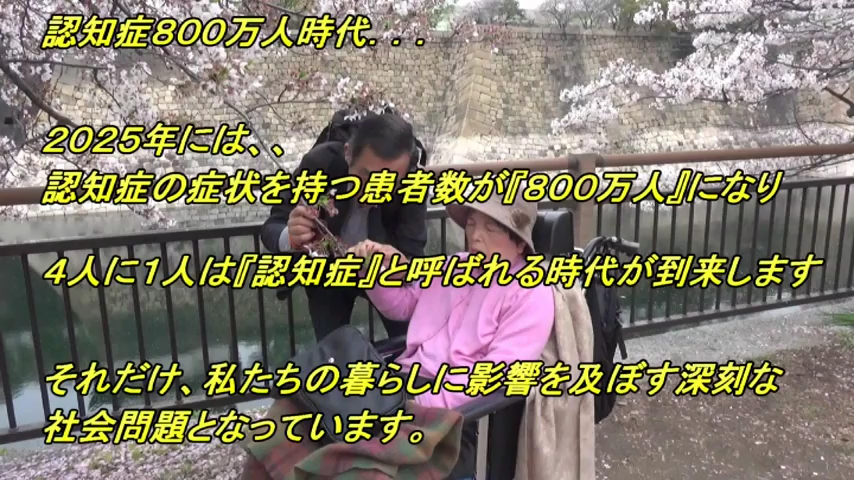 認知症８００万人時代．．．
２０２５年には、、
認知症の症状を持つ患者数が『８００万人』になり
４人に１人は『認知症』と呼ばれる時代が到来します
それだけ、私たちの暮らしに影響を及ぼす深刻な
社会問題となっています。